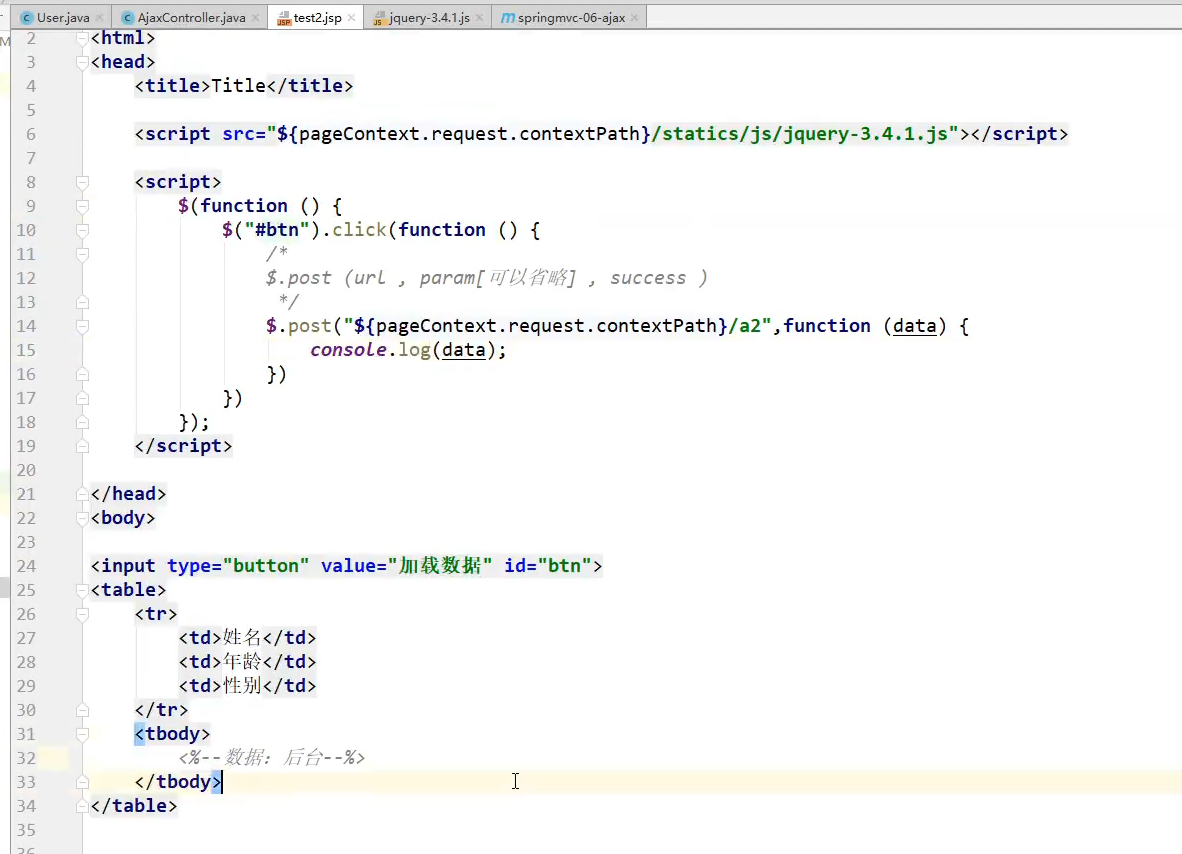 User.java AjaxController.java test2.jsp jquery-3.4.1.js springmvc-06-ajax
2 <html>
3 <head>
4 <title>Title</title>
5
6 <script src="${pageContext.request.contextPath}/statics/js/jquery-3.4.1.js"></script>
7
8 <script>
9 $(function () {
10 $("#btn").click(function () {
11 /*
12 $.post (url , param[可以省略] , success )
13 */
14 $.post("${pageContext.request.contextPath}/a2",function (data) {
15 console.log(data);
16 })
17 })
18 });
19 </script>
20
21 </head>
22 <body>
23
24 <input type="button" value="加载数据" id="btn">
25 <table>
26 <tr>
27 <td>姓名</td>
28 <td>年龄</td>
29 <td>性别</td>
30 </tr>
31 <tbody>
32 <%--数据: 后台--%>
33 </tbody>
34 </table>
35